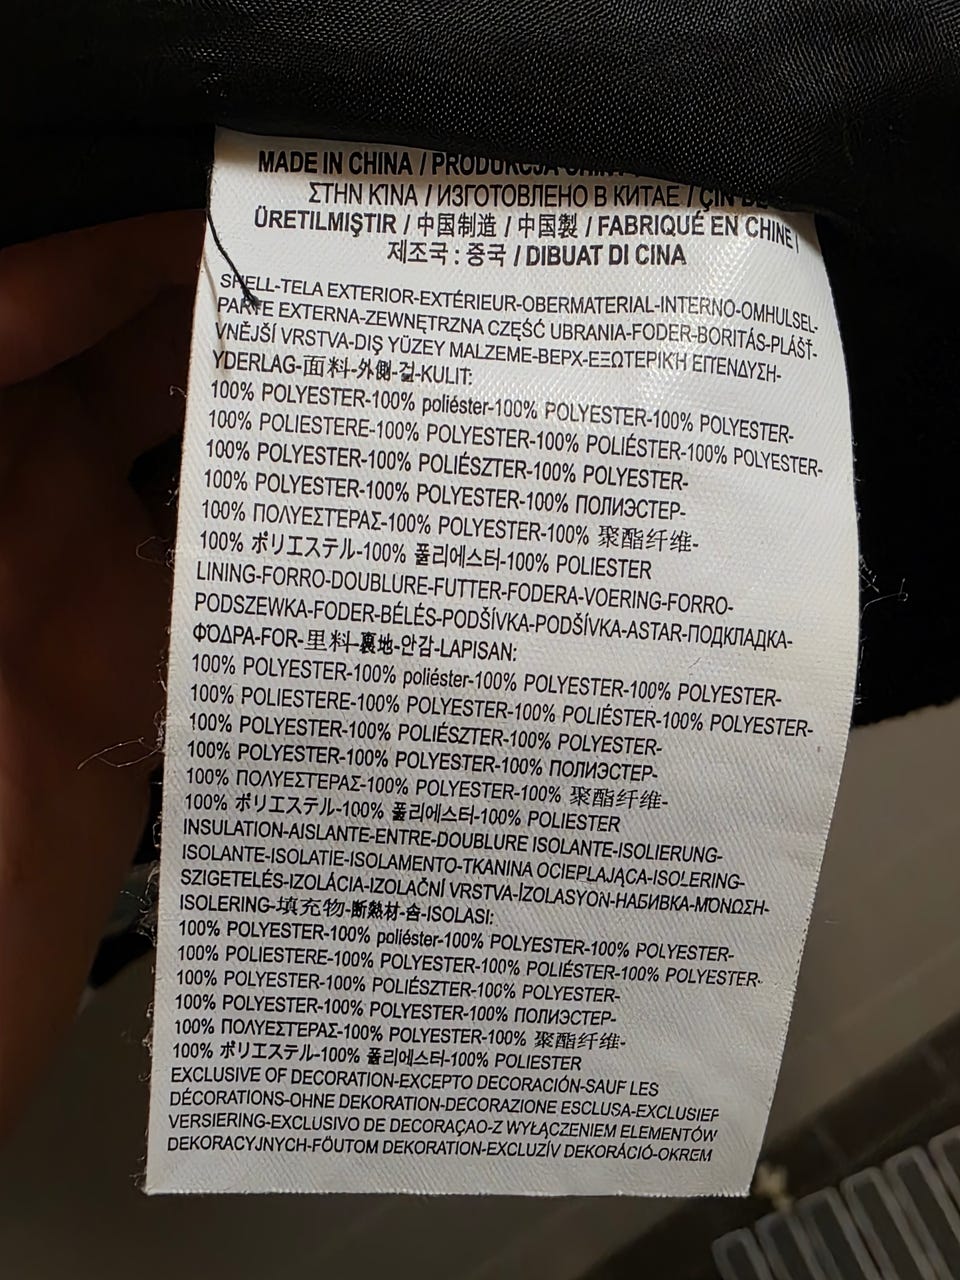 MADE IN CHINA / PRODUKCJA
ΣΤΗΝ ΚΊΝΑ / ИЗГОТОВЛЕНО В КИТАЕ / ÇİN'DE
ÜRETILMIŞTIR / 中国制造 / 中国製 / FABRIQUÉ EN CHINE /
제조국 : 중국 / DIBUAT DI CINA
SHELL-TELA EXTERIOR-EXTÉRIEUR-OBERMATERIAL-INTERNO-OMHULSEL-
PARTE EXTERNA-ZEWNĘTRZNA CZĘŚĆ UBRANIA-FODER-BORÍTÁS-PLÁŠŤ-
VNĚJŠÍ VRSTVA-DIŞ YÜZEY MALZEME-ВЕРХ-ΕΞΩΤΕΡΙΚΉ ΕΠΈΝΔΥΣΗ-
YDERLAG-面料-外側-겉-KULIT:
100% POLYESTER-100% poliéster-100% POLYESTER-100% POLYESTER-
100% POLIESTERE-100% POLYESTER-100% POLIÉSTER-100% POLYESTER-
100% POLYESTER-100% POLIÉSZTER-100% POLYESTER-
100% POLYESTER-100% POLYESTER-100% ПОЛИЭСТЕР-
100% ΠΟΛΥΕΣΤΕΡΑΣ-100% POLYESTER-100% 聚酯纤维-
100% ポリエステル-100% 폴리에스터-100% POLIESTER
LINING-FORRO-DOUBLURE-FUTTER-FODERA-VOERING-FORRO-
PODSZEWKA-FODER-BÉLÉS-PODŠÍVKA-PODŠÍVKA-ASTAR-ПОДКЛАДКА-
ΦΌΔΡΑ-FOR-里料-裏地-안감-LAPISAN:
100% POLYESTER-100% poliéster-100% POLYESTER-100% POLYESTER-
100% POLIESTERE-100% POLYESTER-100% POLIÉSTER-100% POLYESTER-
100% POLYESTER-100% POLIÉSZTER-100% POLYESTER-
100% POLYESTER-100% POLYESTER-100% ПОЛИЭСТЕР-
100% ΠΟΛΥΕΣΤΕΡΑΣ-100% POLYESTER-100% 聚酯纤维-
100% ポリエステル-100% 폴리에스터-100% POLIESTER
INSULATION-AISLANTE-ENTRE-DOUBLURE ISOLANTE-ISOLIERUNG-
ISOLANTE-ISOLATIE-ISOLAMENTO-TKANINA OCIEPLAJĄCA-ISOLERING-
SZIGETELÉS-IZOLÁCIA-IZOLAČNÍ VRSTVA-İZOLASYON-НАБИВКА-ΜΌΝΩΣΗ-
ISOLERING-填充物-断熱材-솜-ISOLASI:
100% POLYESTER-100% poliéster-100% POLYESTER-100% POLYESTER-
100% POLIESTERE-100% POLYESTER-100% POLIÉSTER-100% POLYESTER-
100% POLYESTER-100% POLIÉSZTER-100% POLYESTER-
100% POLYESTER-100% POLYESTER-100% ПОЛИЭСТЕР-
100% ΠΟΛΥΕΣΤΕΡΑΣ-100% POLYESTER-100% 聚酯纤维-
100% ポリエステル-100% 폴리에스터-100% POLIESTER
EXCLUSIVE OF DECORATION-EXCEPTO DECORACIÓN-SAUF LES
DÉCORATIONS-OHNE DEKORATION-DECORAZIONE ESCLUSA-EXCLUSIEF
VERSIERING-EXCLUSIVO DE DECORAÇAO-Z WYŁĄCZENIEM ELEMENTÓW
DEKORACYJNYCH-FÖUTOM DEKORATION-EXCLUZÍV DEKORÁCIÓ-OKREM